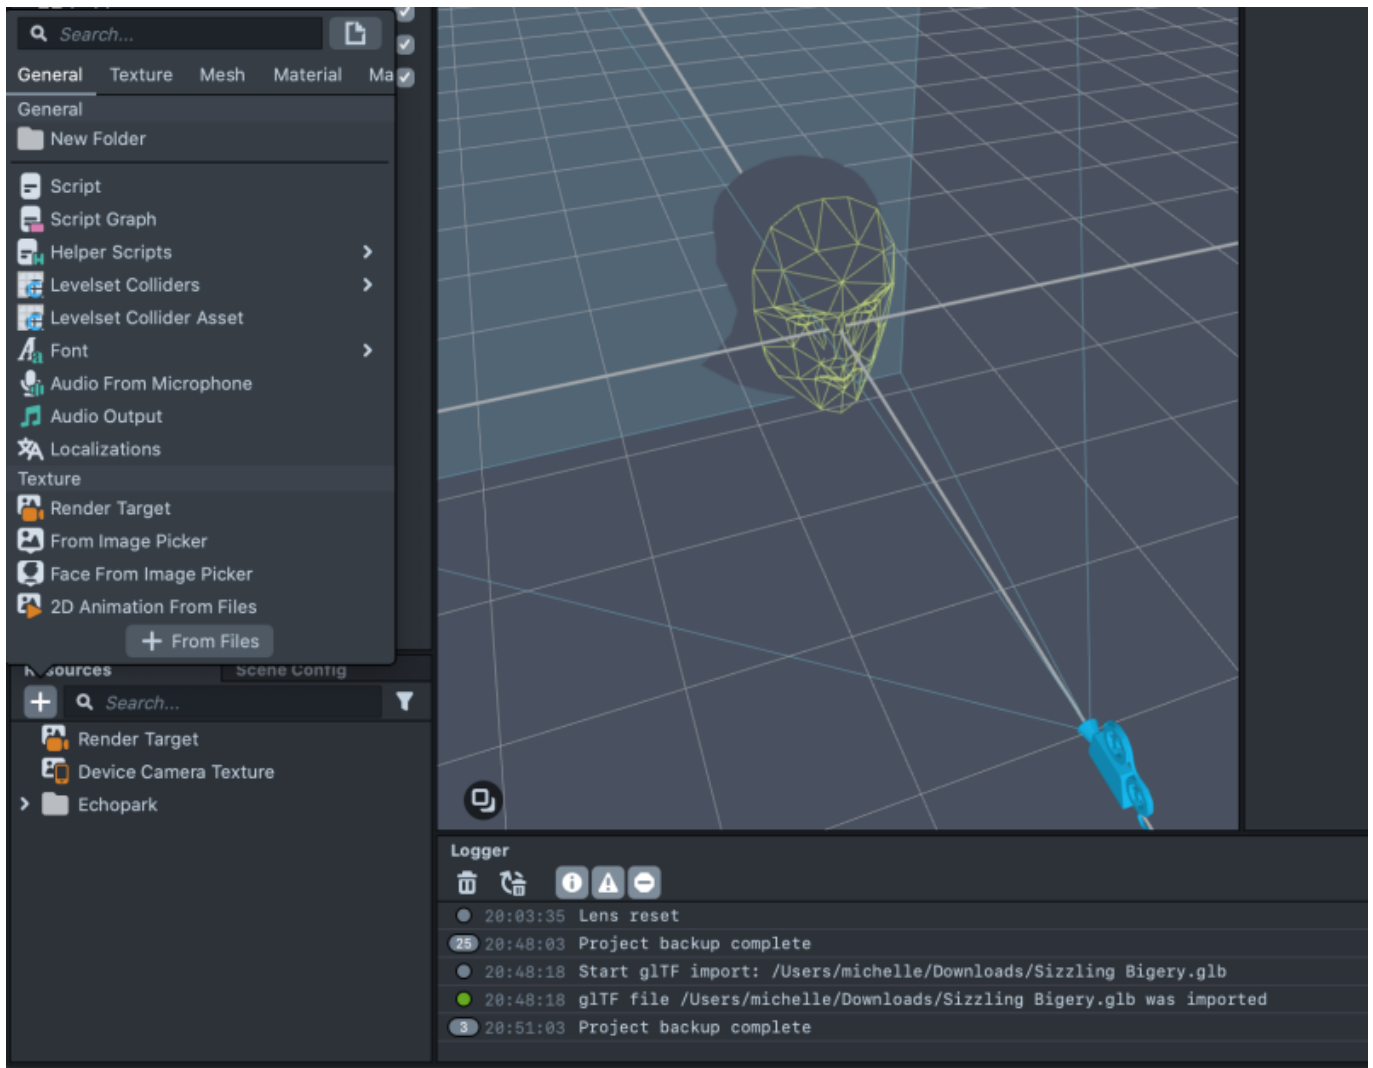 Search...
General Texture Mesh Material Ma
General
New Folder
Script
Script Graph
Helper Scripts
Levelset Colliders
Levelset Collider Asset
Font
Audio From Microphone
Audio Output
Localizations
Texture
Render Target
From Image Picker
Face From Image Picker
2D Animation From Files
+ From Files
Resources Scene Config
Search...
Render Target
Device Camera Texture
Echopark
Logger
20:03:35 Lens reset
25 20:48:03 Project backup complete
20:48:18 Start glTF import: /Users/michelle/Downloads/Sizzling Bigery.glb
20:48:18 glTF file /Users/michelle/Downloads/Sizzling Bigery.glb was imported
3 20:51:03 Project backup complete